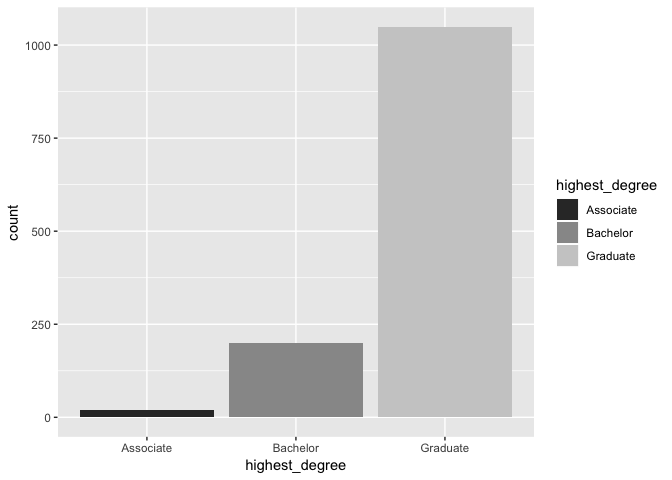 1000
750
500
250
0
count
Associate
Bachelor
Graduate
highest_degree
highest_degree
Associate
Bachelor
Graduate